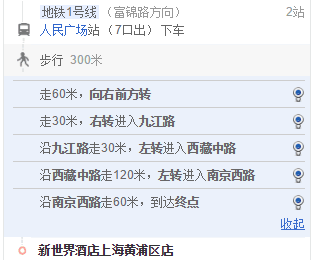 地铁1号线（富锦路方向） 2站
人民广场站（7口出）下车
步行 300米
走60米，向右前方转
走30米，右转进入九江路
沿九江路走30米，左转进入西藏中路
沿西藏中路走120米，左转进入南京西路
沿南京西路走60米，到达终点
收起
新世界酒店上海黄浦区店